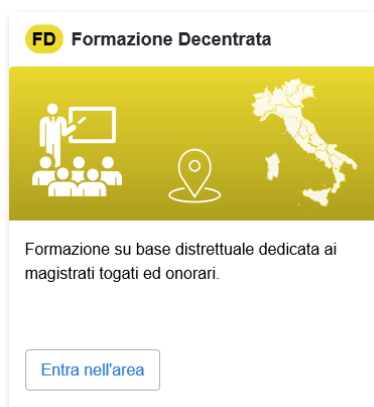 FD Formazione Decentrata
Formazione su base distrettuale dedicata ai
magistrati togati ed onorari.
Entra nell'area